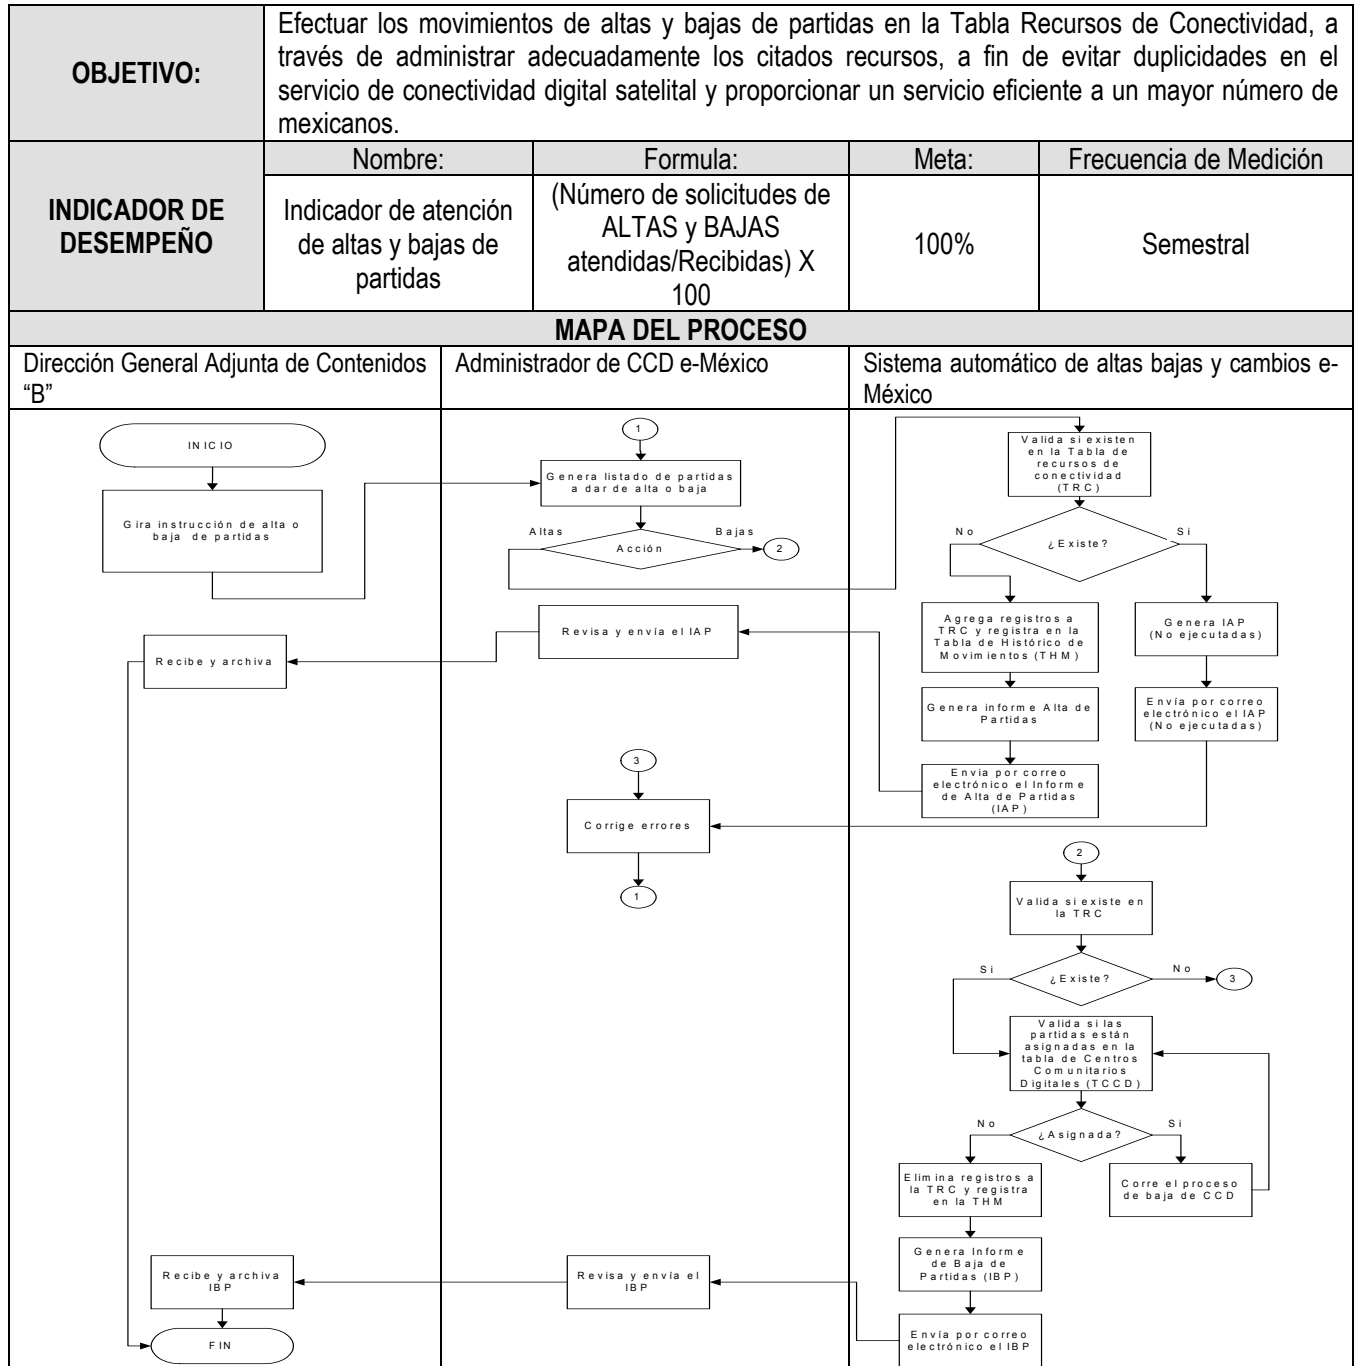 OBJETIVO:
Efectuar los movimientos de altas y bajas de partidas en la Tabla Recursos de Conectividad, a
través de administrar adecuadamente los citados recursos, a fin de evitar duplicidades en el
servicio de conectividad digital satelital y proporcionar un servicio eficiente a un mayor número de
mexicanos.
INDICADOR DE
DESEMPEÑO
Nombre:
Formula:
Meta:
Frecuencia de Medición
Indicador de atención
de altas y bajas de
partidas
(Número de solicitudes de
ALTAS y BAJAS
atendidas/Recibidas) X
100
100%
Semestral
MAPA DEL PROCESO
Dirección General Adjunta de Contenidos
“B”
Administrador de CCD e-México
Sistema automático de altas bajas y cambios e-
México
INICIO
Gira instrucción de alta o
baja de partidas
1
Genera listado de partidas
a dar de alta o baja
Altas
Bajas
Acción
2
Valida si existen
en la Tabla de
recursos de
conectividad
(TRC)
No
Si
¿Existe?
Agrega registros a
TRC y registra en la
Tabla de Histórico de
Movimientos (THM)
Genera IAP
(No ejecutadas)
Revisa y envía el IAP
Recibe y archiva
Genera informe Alta de
Partidas
Envía por correo
electrónico el IAP
(No ejecutadas)
Envia por correo
electrónico el Informe
de Alta de Partidas
(IAP)
3
Corrige errores
1
2
Valida si existe en
la TRC
Si
No
¿Existe?
3
Valida si las
partidas están
asignadas en la
tabla de Centros
Comunitarios
Digitales (TCCD)
No
Si
¿Asignada?
Elimina registros a
la TRC y registra
en la THM
Corre el proceso
de baja de CCD
Genera Informe
de Baja de
Partidas (IBP)
Recibe y archiva
IBP
Revisa y envía el
IBP
Envía por correo
electrónico el IBP
FIN